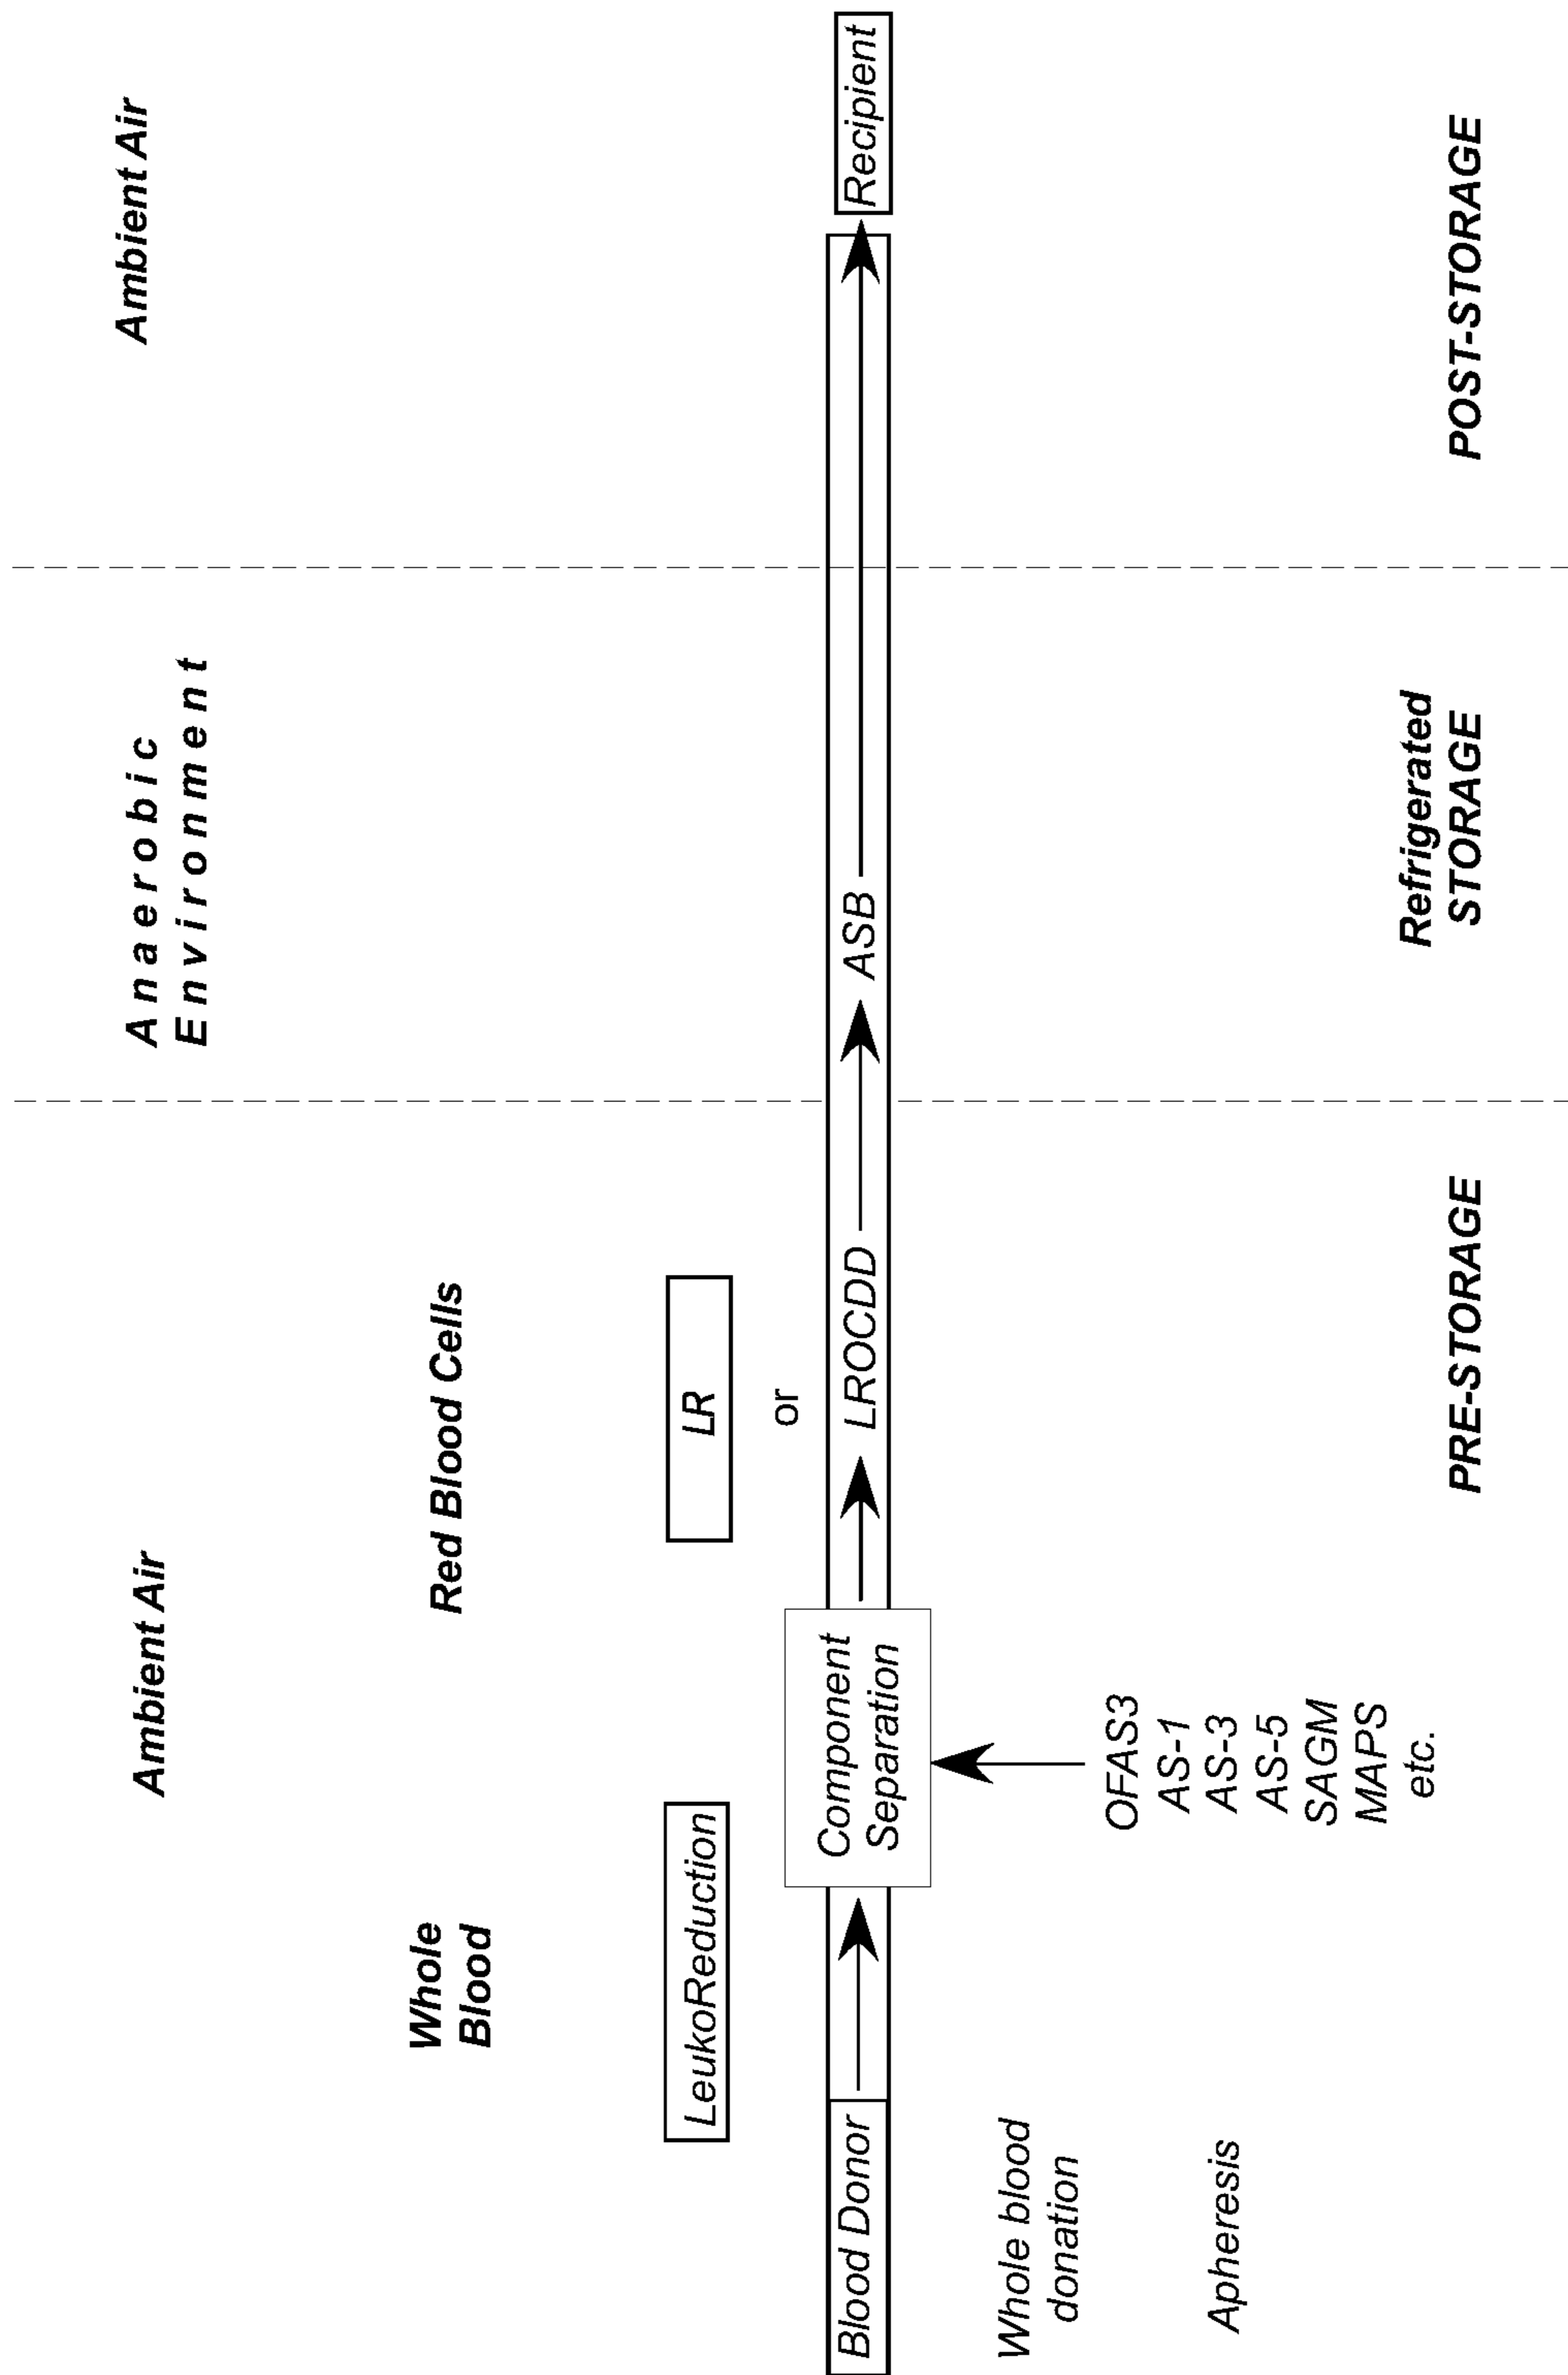 Ambient Air
Anaerobic
Environment
Ambient Air
Whole
Blood
Red Blood Cells
LeukoReduction
LR
or
Blood Donor
Component
Separation
LROCDD
ASB
Recipient
Whole blood
donation
Apheresis
OFAS3
AS-1
AS-3
AS-5
SAGM
MAPS
etc.
PRE-STORAGE
Refrigerated
STORAGE
POST-STORAGE